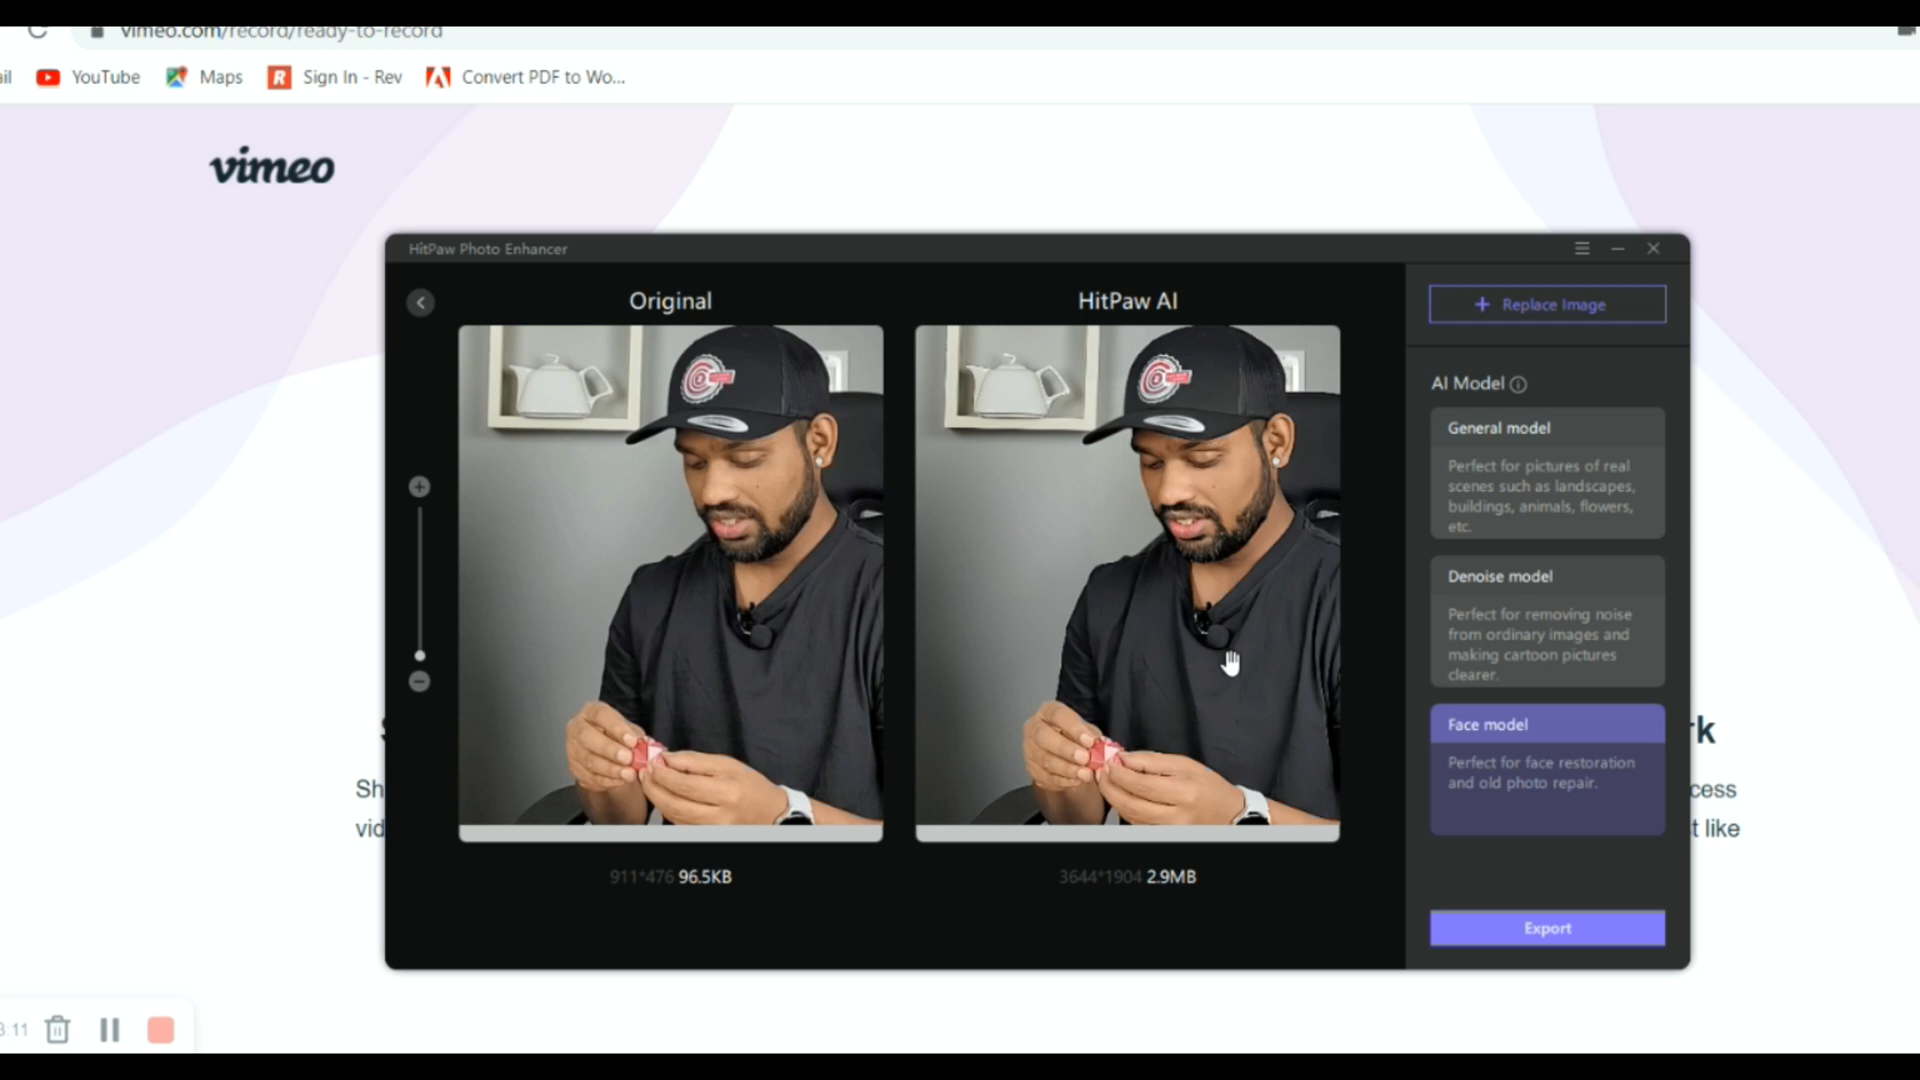 vimeo.com/record/ready-to-record
YouTube
Maps
Sign In - Rev
Convert PDF to Wo...
vimeo
HitPaw Photo Enhancer
Original
HitPaw AI
+ Replace Image
AI Model
General model
Perfect for pictures of real
scenes such as landscapes,
buildings, animals, flowers,
etc.
Denoise model
Perfect for removing noise
from ordinary images and
making cartoon pictures
clearer.
Face model
Perfect for face restoration
and old photo repair.
911*476 96.5KB
3644*1904 2.9MB
Export
rk
Sh
cess
vid
t like
:11